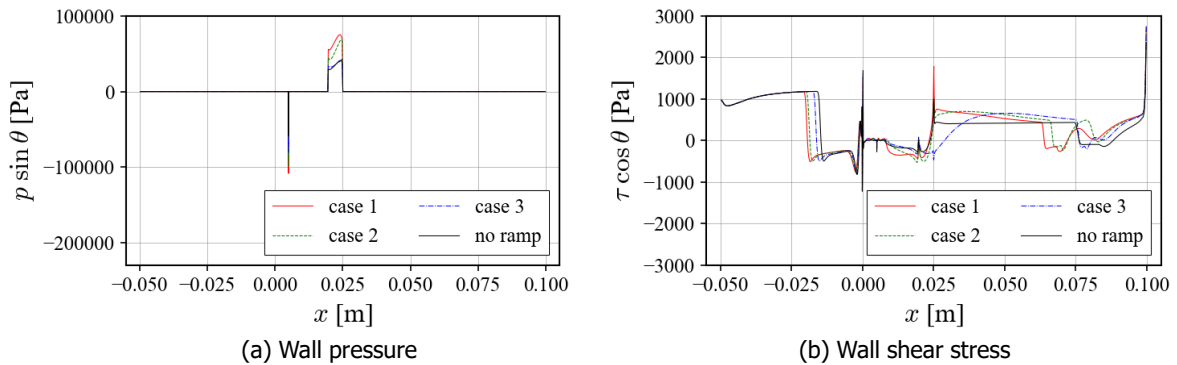 100000
0
−100000
−200000
p sin θ [Pa]
−0.050 −0.025 0.000 0.025 0.050 0.075 0.100
x [m]
case 1
case 2
case 3
no ramp
(a) Wall pressure
3000
2000
1000
0
−1000
−2000
−3000
τ cos θ [Pa]
−0.050 −0.025 0.000 0.025 0.050 0.075 0.100
x [m]
case 1
case 2
case 3
no ramp
(b) Wall shear stress